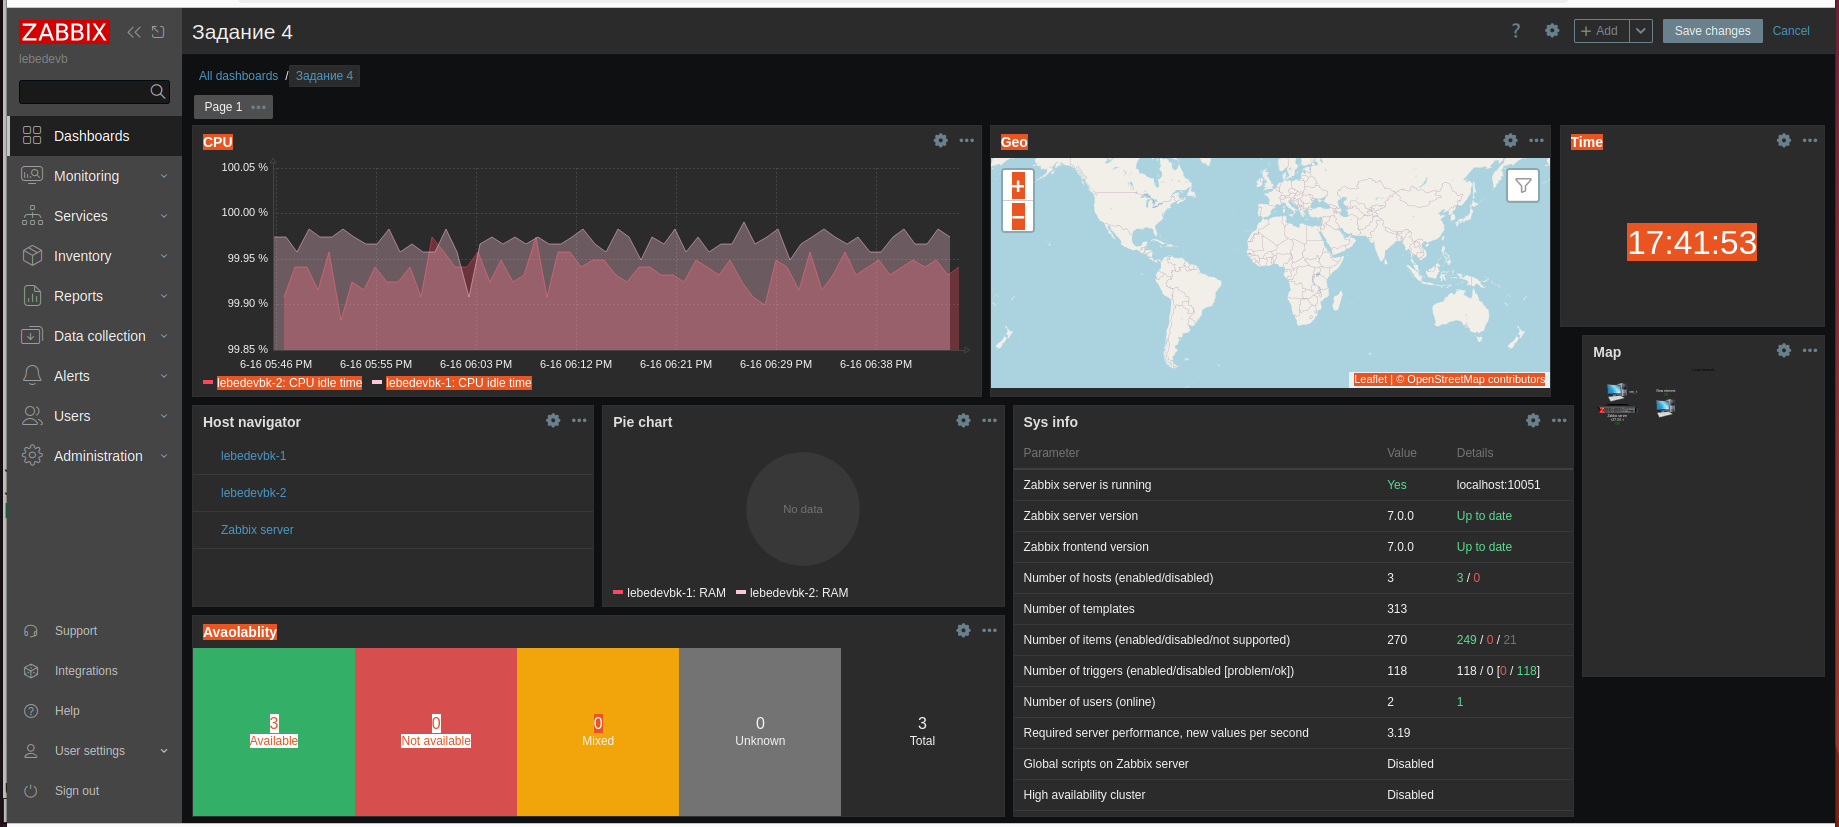 ZABBIX
lebedevb
Dashboards
Monitoring
Services
Inventory
Reports
Data collection
Alerts
Users
Administration
Support
Integrations
Help
User settings
Sign out
Задание 4
? Add Save changes Cancel
All dashboards / Задание 4
Page 1
CPU
100.05 %
100.00 %
99.95 %
99.90 %
99.85 %
6-16 05:46 PM 6-16 05:55 PM 6-16 06:03 PM 6-16 06:12 PM 6-16 06:21 PM 6-16 06:29 PM 6-16 06:38 PM
lebedevbk-2: CPU idle time lebedevbk-1: CPU idle time
Geo
+
−
Leaflet | © OpenStreetMap contributors
Time
17:41:53
Map
Host navigator
lebedevbk-1
lebedevbk-2
Zabbix server
Pie chart
No data
lebedevbk-1: RAM lebedevbk-2: RAM
Sys info
Parameter Value Details
Zabbix server is running Yes localhost:10051
Zabbix server version 7.0.0 Up to date
Zabbix frontend version 7.0.0 Up to date
Number of hosts (enabled/disabled) 3 3 / 0
Number of templates 313
Number of items (enabled/disabled/not supported) 270 249 / 0 / 21
Number of triggers (enabled/disabled [problem/ok]) 118 118 / 0 [0 / 118]
Number of users (online) 2 1
Required server performance, new values per second 3.19
Global scripts on Zabbix server Disabled
High availability cluster Disabled
Avaolablity
3 0 0 0 3
Available Not available Mixed Unknown Total